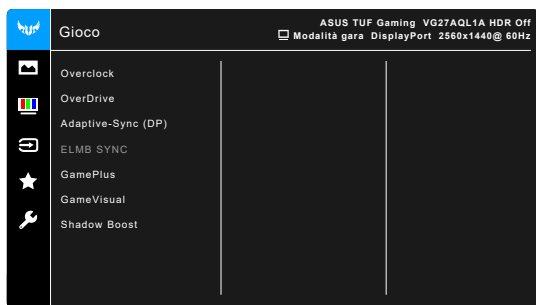 Gioco
ASUS TUF Gaming VG27AQL1A HDR Off
Modalità gara DisplayPort 2560x1440@ 60Hz
Overclock
OverDrive
Adaptive-Sync (DP)
ELMB SYNC
GamePlus
GameVisual
Shadow Boost